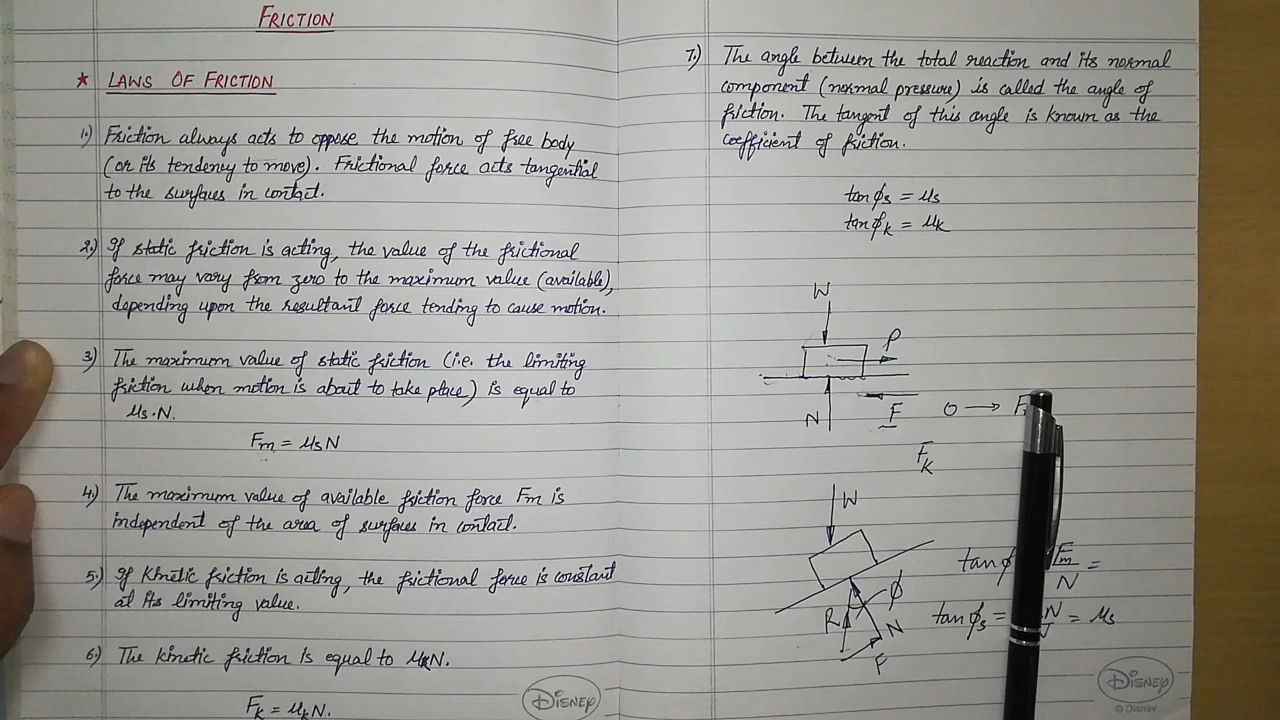 FRICTION
* LAWS OF FRICTION
1.) Friction always acts to oppose the motion of free body
(or its tendency to move). Frictional force acts tangential
to the surfaces in contact.
2.) If static friction is acting, the value of the frictional
force may vary from zero to the maximum value (available),
depending upon the resultant force tending to cause motion.
3.) The maximum value of static friction (i.e. the limiting
friction when motion is about to take place) is equal to
μs.N.
Fm = μsN
4.) The maximum value of available friction force Fm is
independent of the area of surfaces in contact.
5.) If Kinetic friction is acting, the frictional force is constant
at its limiting value.
6.) The kinetic friction is equal to μkN.
Fk = μkN.
DISNEY
7.) The angle between the total reaction and its normal
component (normal pressure) is called the angle of
friction. The tangent of this angle is known as the
coefficient of friction.
tanϕs = μs
tanϕk = μk
W
P
N
F
0 → F
Fk
W
ϕ
R
N
F
tanϕ Fm/N =
tanϕs = N = μs
DISNEY
© Disney